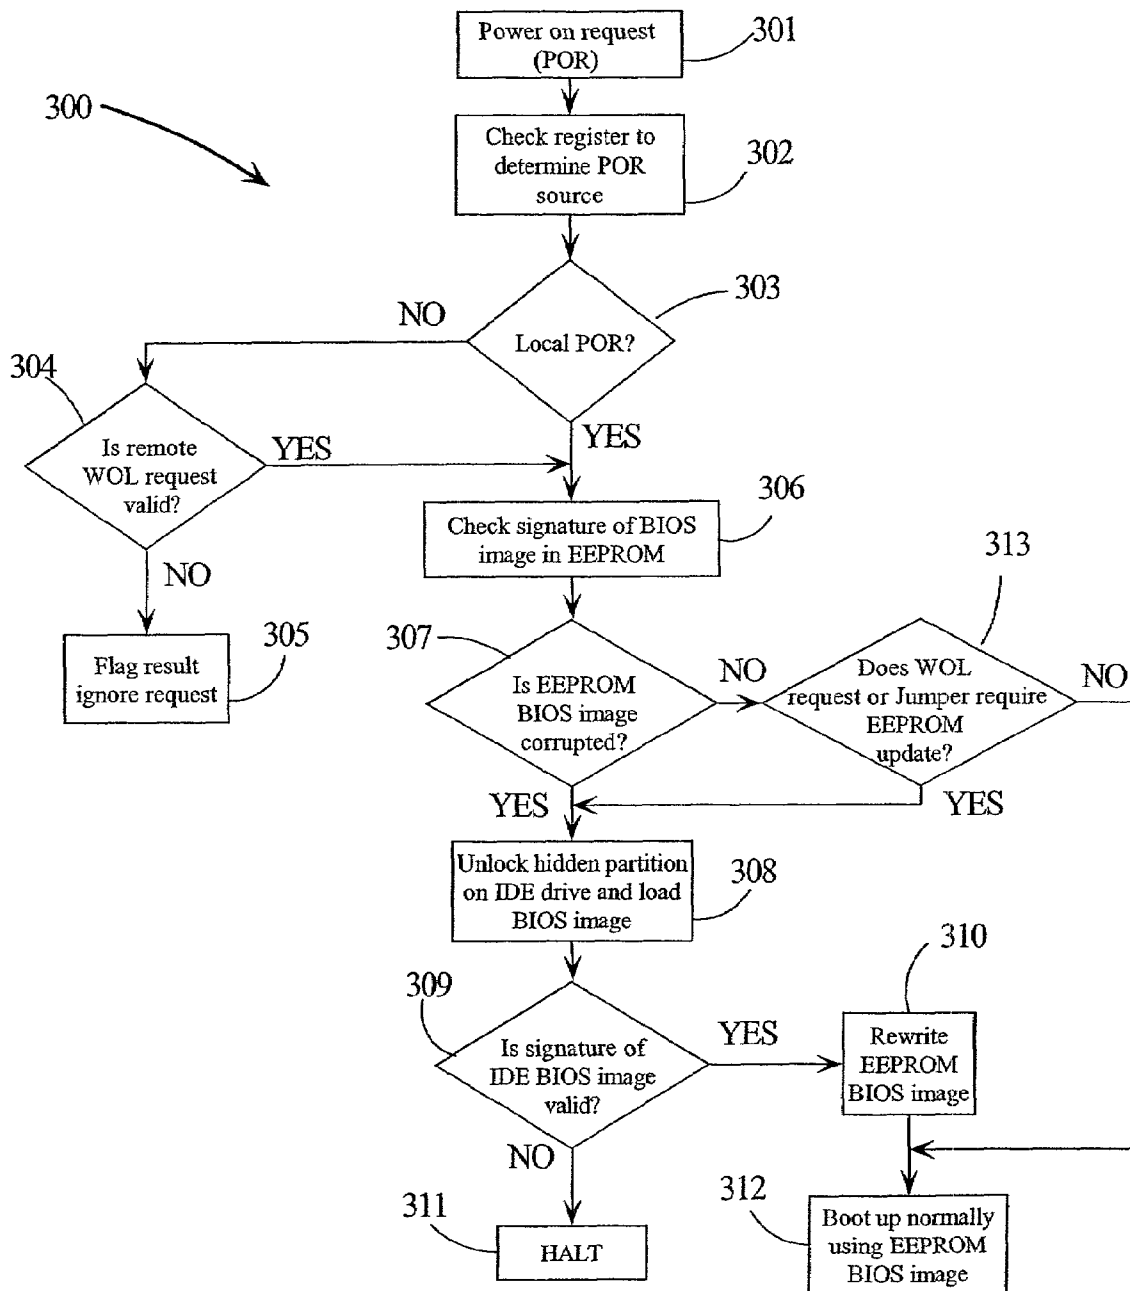 Power on request
(POR)
301
300
Check register to
determine POR
source
302
303
NO
Local POR?
304
YES
Is remote
WOL request
valid?
YES
306
Check signature of BIOS
image in EEPROM
313
NO
305
Flag result
ignore request
307
NO
Does WOL
request or Jumper require
EEPROM
update?
NO
Is EEPROM
BIOS image
corrupted?
YES
YES
Unlock hidden partition
on IDE drive and load
BIOS image
308
310
309
YES
Is signature of
IDE BIOS image
valid?
Rewrite
EEPROM
BIOS image
NO
311
HALT
312
Boot up normally
using EEPROM
BIOS image